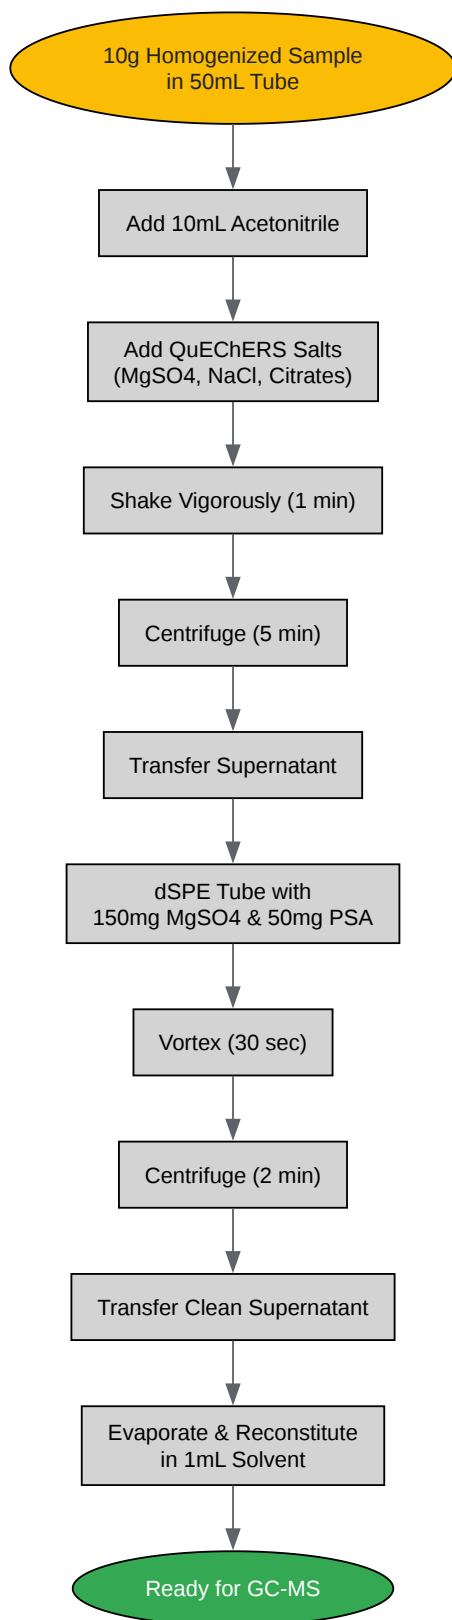 10g Homogenized Sample
in 50mL Tube
Add 10mL Acetonitrile
Add QuEChERS Salts
(MgSO4, NaCl, Citrates)
Shake Vigorously (1 min)
Centrifuge (5 min)
Transfer Supernatant
dSPE Tube with
150mg MgSO4 & 50mg PSA
Vortex (30 sec)
Centrifuge (2 min)
Transfer Clean Supernatant
Evaporate & Reconstitute
in 1mL Solvent
Ready for GC-MS